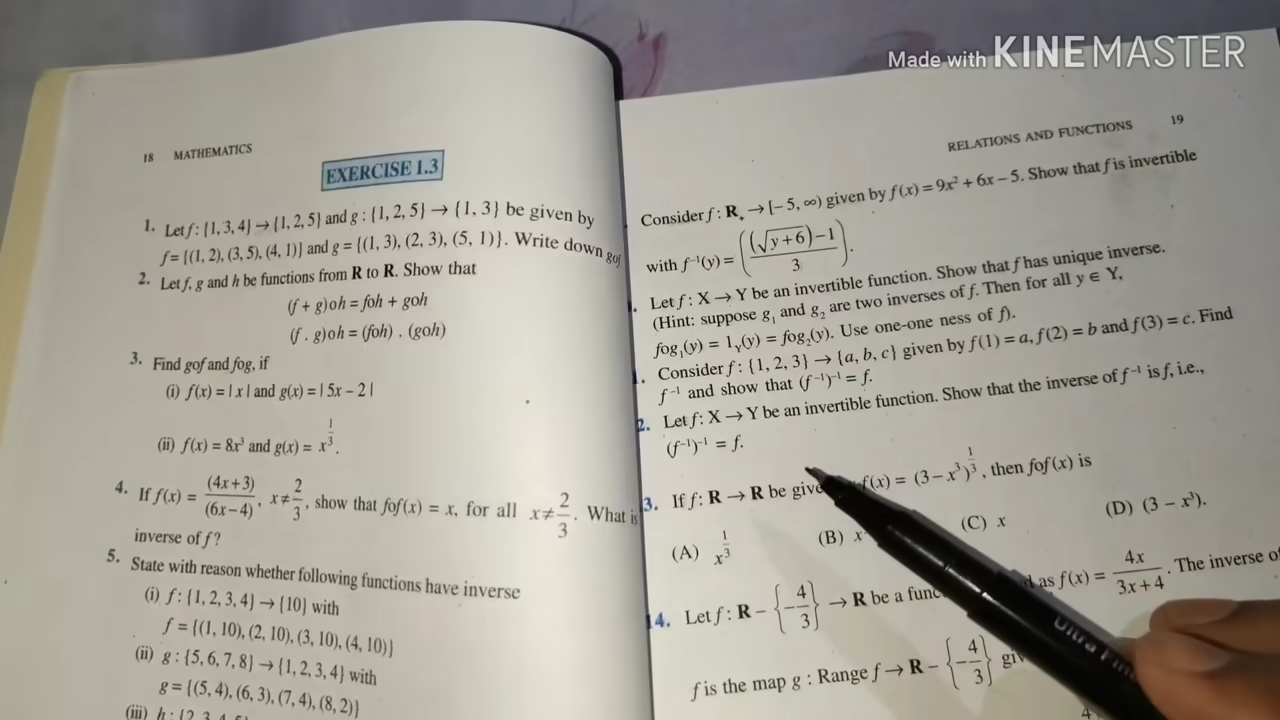 Made with KINEMASTER
18 MATHEMATICS
EXERCISE 1.3
1. Let f : {1, 3, 4} → {1, 2, 5} and g : {1, 2, 5} → {1, 3} be given by
f = {(1, 2), (3, 5), (4, 1)} and g = {(1, 3), (2, 3), (5, 1)}. Write down gof
2. Let f, g and h be functions from R to R. Show that
(f + g)oh = foh + goh
(f . g)oh = (foh) . (goh)
3. Find gof and fog, if
(i) f(x) = | x | and g(x) = | 5x – 2 |
(ii) f(x) = 8x³ and g(x) = x^(1/3).
4. If f(x) = (4x+3)/(6x–4), x ≠ 2/3, show that fof(x) = x, for all x ≠ 2/3. What is
inverse of f?
5. State with reason whether following functions have inverse
(i) f : {1, 2, 3, 4} → {10} with
f = {(1, 10), (2, 10), (3, 10), (4, 10)}
(ii) g : {5, 6, 7, 8} → {1, 2, 3, 4} with
g = {(5, 4), (6, 3), (7, 4), (8, 2)}
(iii)
RELATIONS AND FUNCTIONS 19
Consider f : R₊ → [– 5, ∞) given by f(x) = 9x² + 6x – 5. Show that f is invertible
with f⁻¹(y) = (((√y+6)–1)/3).
Let f : X → Y be an invertible function. Show that f has unique inverse.
(Hint: suppose g₁ and g₂ are two inverses of f. Then for all y ∈ Y,
fog₁(y) = 1_Y(y) = fog₂(y). Use one-one ness of f).
1. Consider f : {1, 2, 3} → {a, b, c} given by f(1) = a, f(2) = b and f(3) = c. Find
f⁻¹ and show that (f⁻¹)⁻¹ = f.
2. Let f : X → Y be an invertible function. Show that the inverse of f⁻¹ is f, i.e.,
(f⁻¹)⁻¹ = f.
3. If f : R → R be f(x) = (3 – x³)^(1/3), then fof(x) is
(A) x^(1/3) (B) (C) x (D) (3 – x³).
14. Let f : R – {–4/3} → R be a as f(x) = 4x/(3x+4). The inverse of
f is the map g : Range f → R – {–4/3}